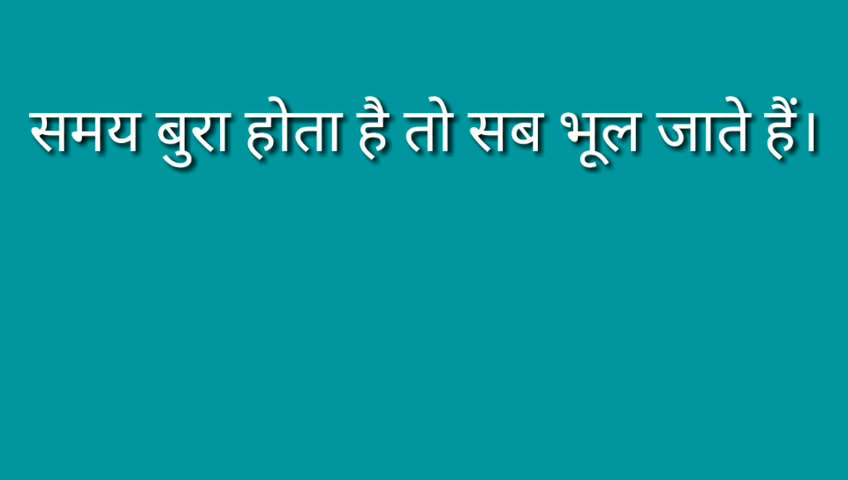 समय बुरा होता है तो सब भूल जाते हैं।